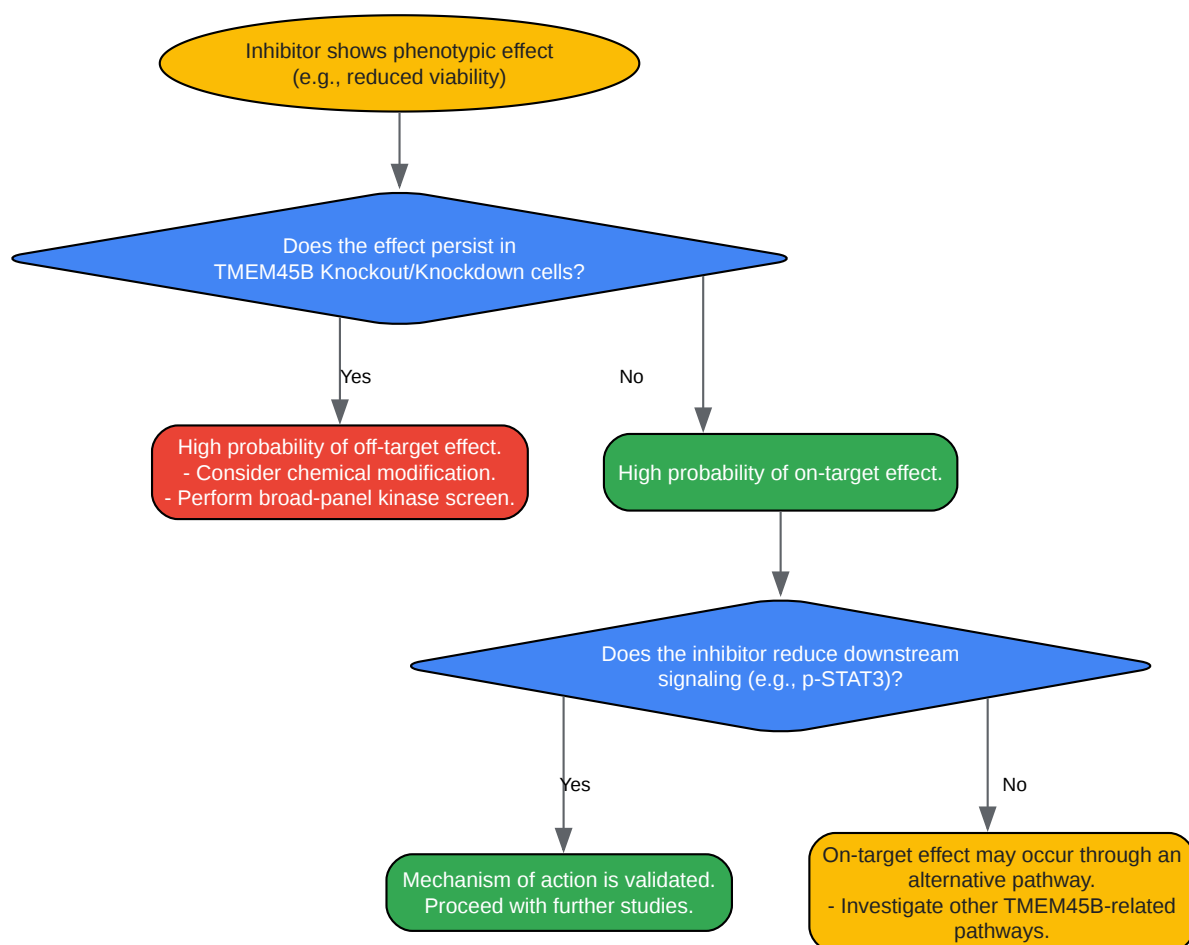 Inhibitor shows phenotypic effect
(e.g., reduced viability)
Does the effect persist in
TMEM45B Knockout/Knockdown cells?
Yes
No
High probability of off-target effect.
- Consider chemical modification.
- Perform broad-panel kinase screen.
High probability of on-target effect.
Does the inhibitor reduce downstream
signaling (e.g., p-STAT3)?
Yes
No
Mechanism of action is validated.
Proceed with further studies.
On-target effect may occur through an
alternative pathway.
- Investigate other TMEM45B-related
pathways.